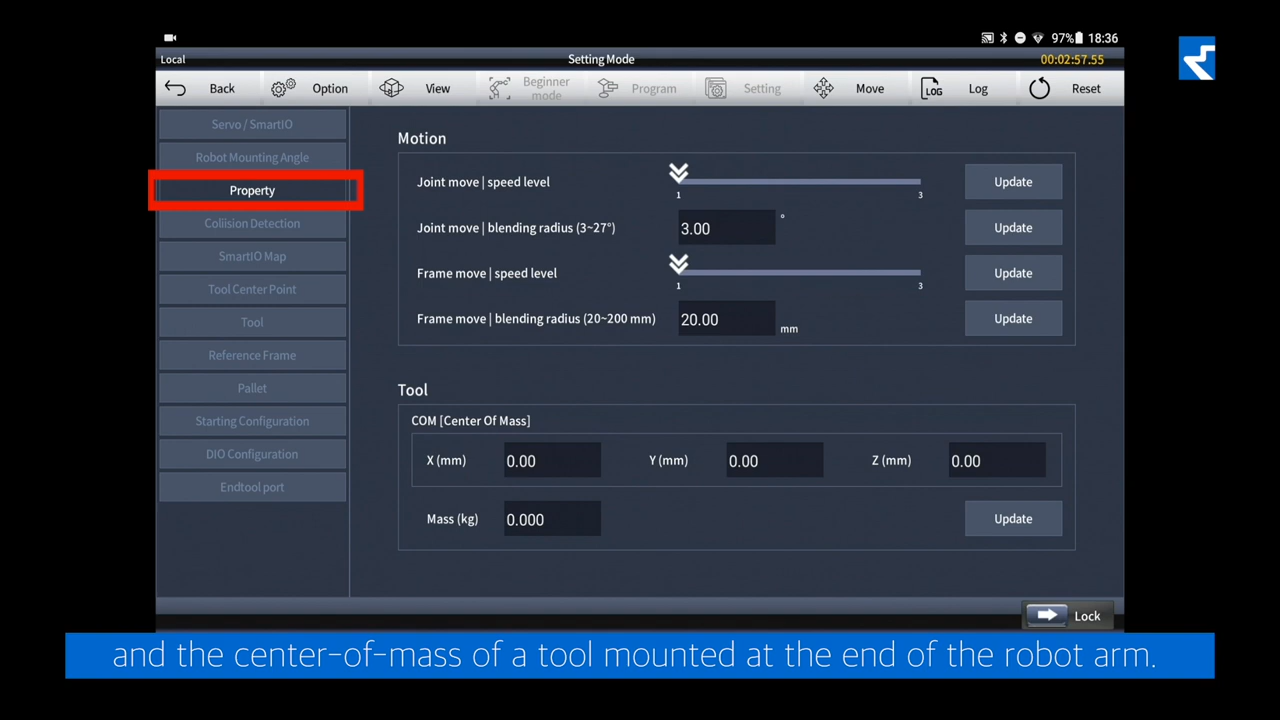 97% 18:36
Local Setting Mode 00:02:57.55
Back Option View Beginner mode Program Setting Move LOG Log Reset
Servo / SmartIO
Robot Mounting Angle
Property
Collision Detection
SmartIO Map
Tool Center Point
Tool
Reference Frame
Pallet
Starting Configuration
DIO Configuration
Endtool port
Motion
Joint move | speed level 1 3 Update
Joint move | blending radius (3~27°) 3.00 ° Update
Frame move | speed level 1 3 Update
Frame move | blending radius (20~200 mm) 20.00 mm Update
Tool
COM [Center Of Mass]
X (mm) 0.00 Y (mm) 0.00 Z (mm) 0.00
Mass (kg) 0.000 Update
Lock
and the center-of-mass of a tool mounted at the end of the robot arm.